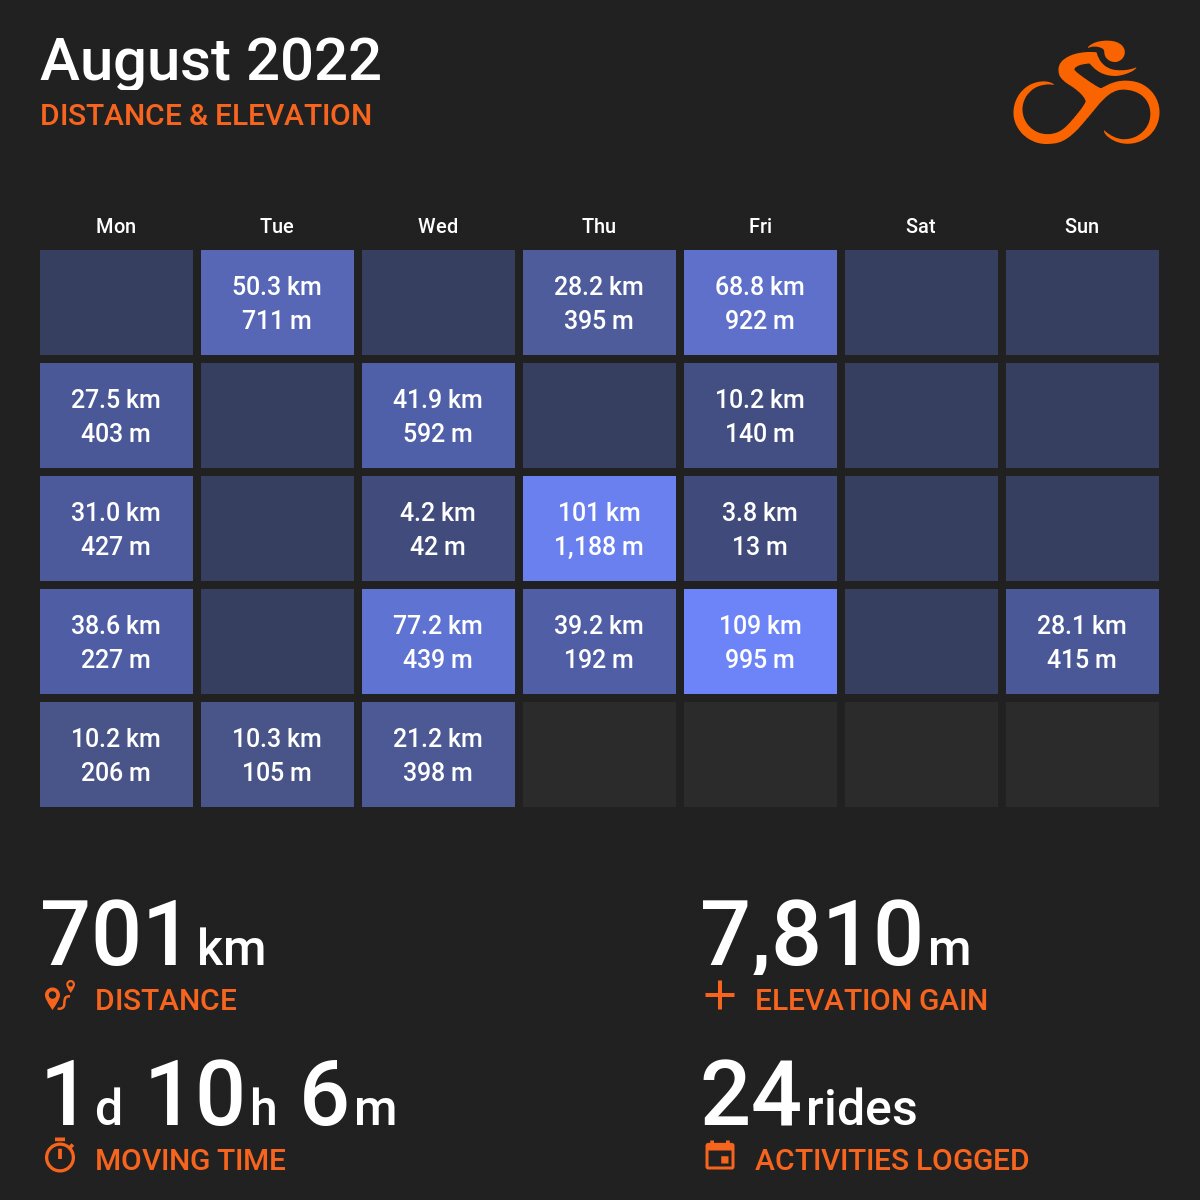 August 2022
DISTANCE & ELEVATION
Mon Tue Wed Thu Fri Sat Sun
50.3 km 28.2 km 68.8 km
711 m 395 m 922 m
27.5 km 41.9 km 10.2 km
403 m 592 m 140 m
31.0 km 4.2 km 101 km 3.8 km
427 m 42 m 1,188 m 13 m
38.6 km 77.2 km 39.2 km 109 km 28.1 km
227 m 439 m 192 m 995 m 415 m
10.2 km 10.3 km 21.2 km
206 m 105 m 398 m
701 km 7,810 m
DISTANCE ELEVATION GAIN
1 d 10 h 6 m 24 rides
MOVING TIME ACTIVITIES LOGGED